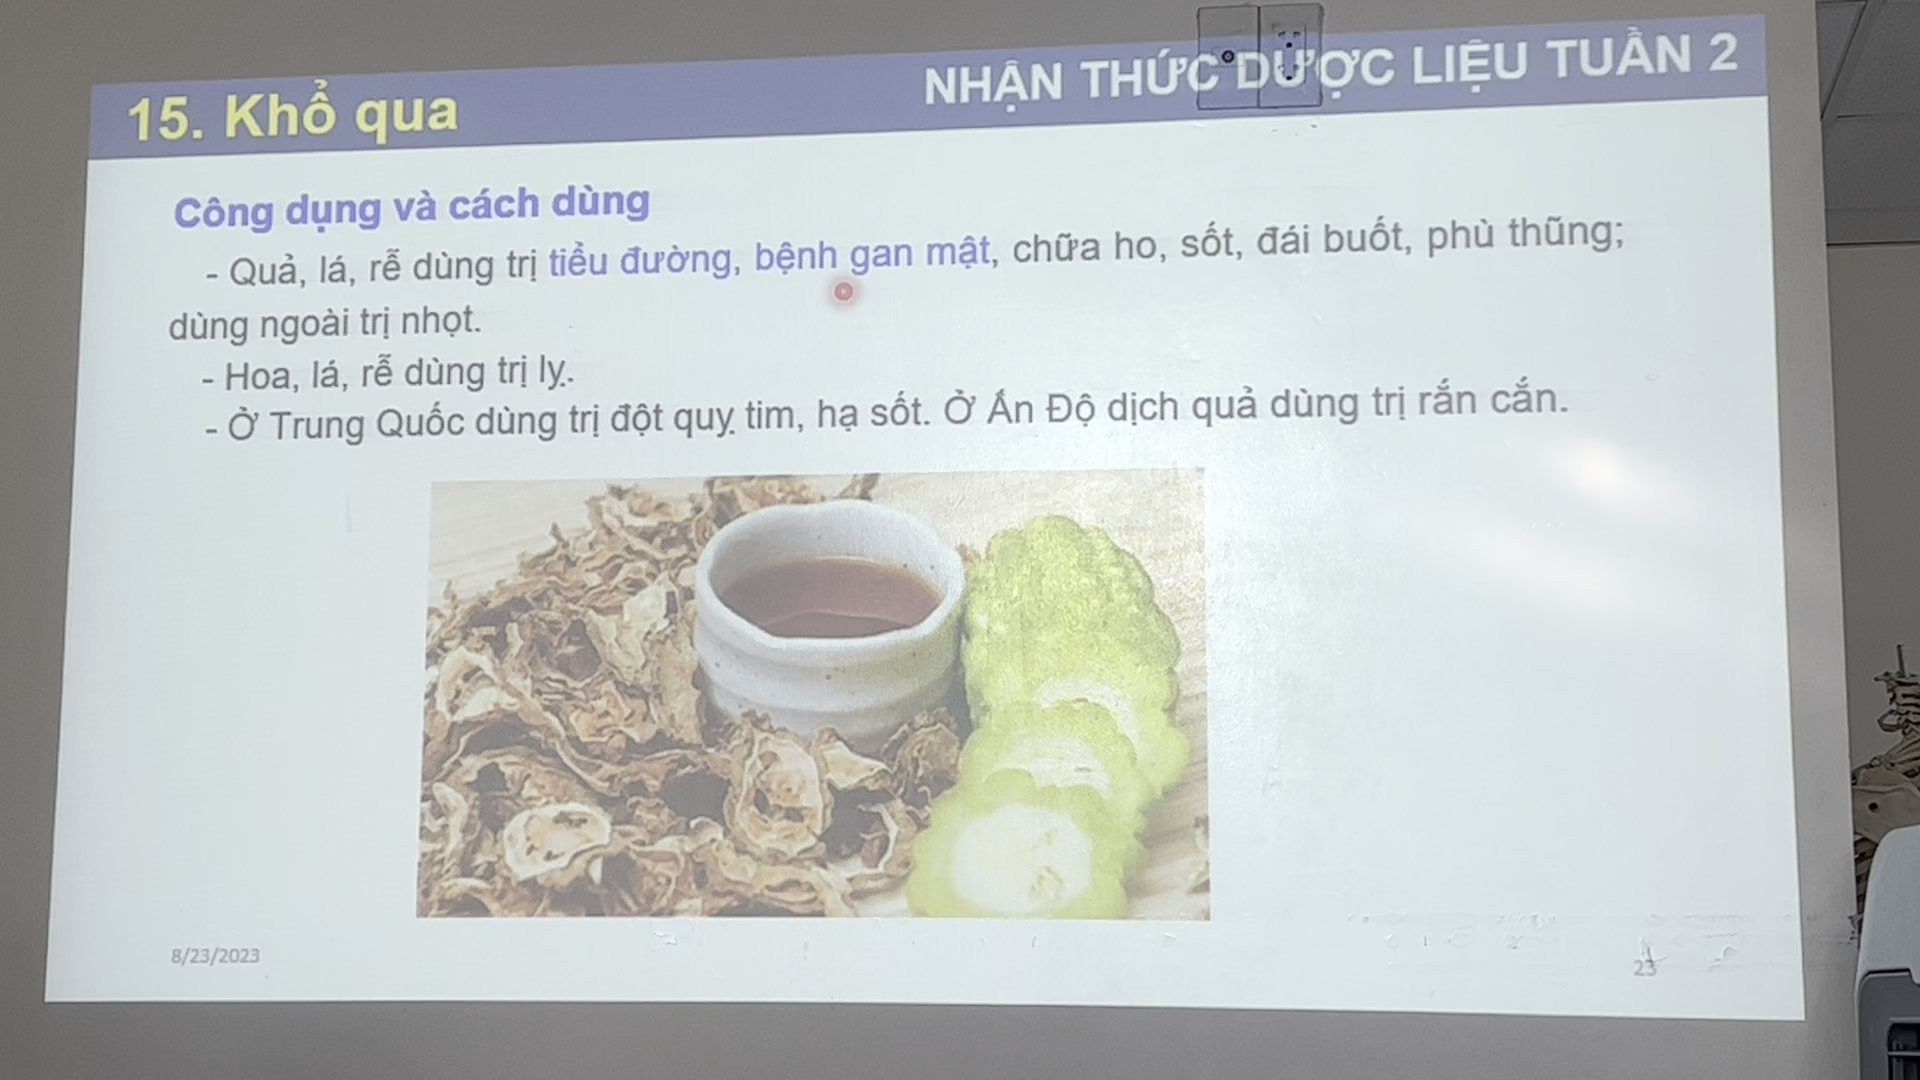 15. Khổ qua
NHẬN THỨC DƯỢC LIỆU TUẦN 2
Công dụng và cách dùng
- Quả, lá, rễ dùng trị tiểu đường, bệnh gan mật, chữa ho, sốt, đái buốt, phù thũng;
dùng ngoài trị nhọt.
- Hoa, lá, rễ dùng trị lỵ.
- Ở Trung Quốc dùng trị đột quỵ tim, hạ sốt. Ở Ấn Độ dịch quả dùng trị rắn cắn.
8/23/2023
23